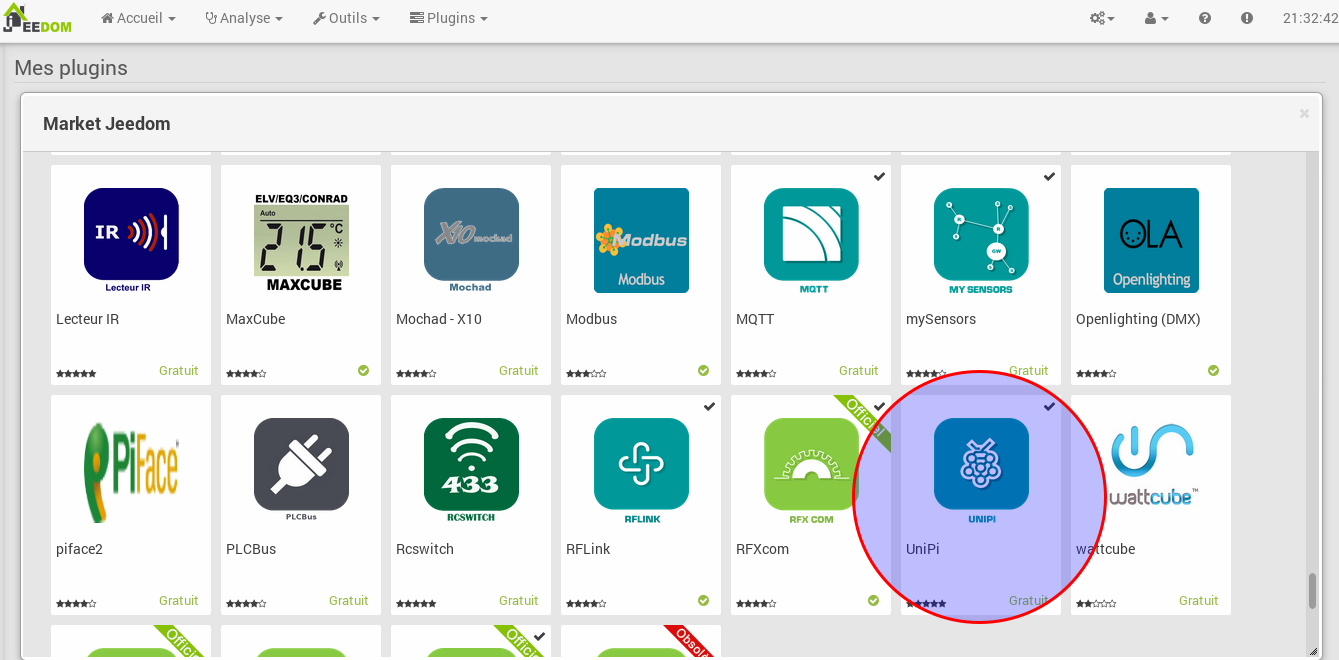 JEEDOM Accueil Analyse Outils Plugins 21:32:42
Mes plugins
Market Jeedom
×
IR
Lecteur IR
ELV/EQ3/CONRAD
Auto
21.5 °C
MAXCUBE
X10 mochad
Mochad
Modbus
Modbus
MQTT
R
R
GW
MY SENSORS
OLA
Openlighting
Lecteur IR
MaxCube
Mochad - X10
Modbus
MQTT
mySensors
Openlighting (DMX)
Gratuit
Gratuit
Gratuit
Gratuit
PiFace
PLCBus
433
RCSWITCH
RFLINK
Officiel
RFX COM
UNIPI
wattcube™
piface2
PLCBus
Rcswitch
RFLink
RFXcom
UniPi
wattcube
Gratuit
Gratuit
Gratuit
Gratuit
Gratuit